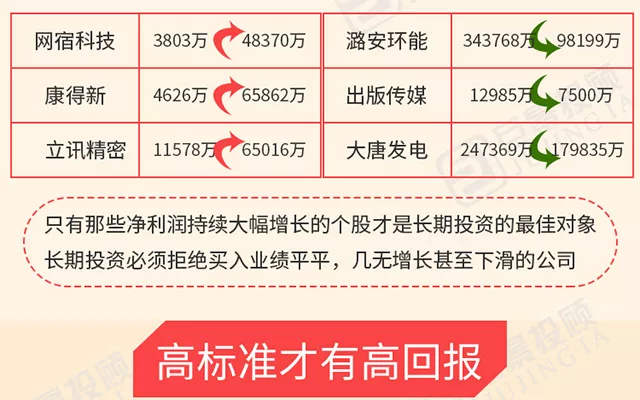 网宿科技 3803万 48370万 潞安环能 343768万 98199万
康得新 4626万 65862万 出版传媒 12985万 7500万
立讯精密 11578万 65016万 大唐发电 247369万 179835万
只有那些净利润持续大幅增长的个股才是长期投资的最佳对象
长期投资必须拒绝买入业绩平平，几无增长甚至下滑的公司
高标准才有高回报